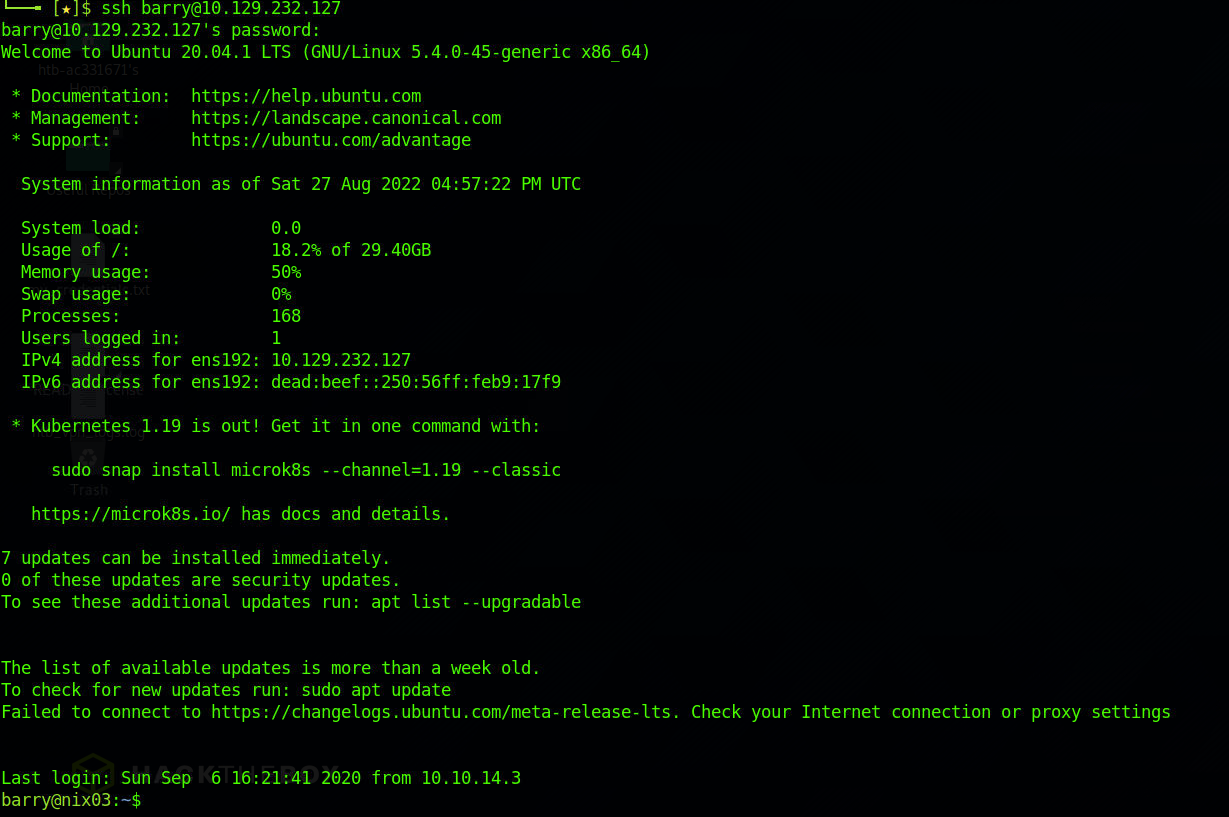 └──╼ [★]$ ssh barry@10.129.232.127
barry@10.129.232.127's password:
Welcome to Ubuntu 20.04.1 LTS (GNU/Linux 5.4.0-45-generic x86_64)
htb-ac331671's
 * Documentation:  https://help.ubuntu.com
 * Management:     https://landscape.canonical.com
 * Support:        https://ubuntu.com/advantage
  System information as of Sat 27 Aug 2022 04:57:22 PM UTC
  System load:             0.0
  Usage of /:              18.2% of 29.40GB
  Memory usage:            50%
  Swap usage:              0%
  Processes:               168
  Users logged in:         1
  IPv4 address for ens192: 10.129.232.127
  IPv6 address for ens192: dead:beef::250:56ff:feb9:17f9
 * Kubernetes 1.19 is out! Get it in one command with:
     sudo snap install microk8s --channel=1.19 --classic
Trash
   https://microk8s.io/ has docs and details.
7 updates can be installed immediately.
0 of these updates are security updates.
To see these additional updates run: apt list --upgradable
The list of available updates is more than a week old.
To check for new updates run: sudo apt update
Failed to connect to https://changelogs.ubuntu.com/meta-release-lts. Check your Internet connection or proxy settings
HACKTHEBOX
Last login: Sun Sep  6 16:21:41 2020 from 10.10.14.3
barry@nix03:~$